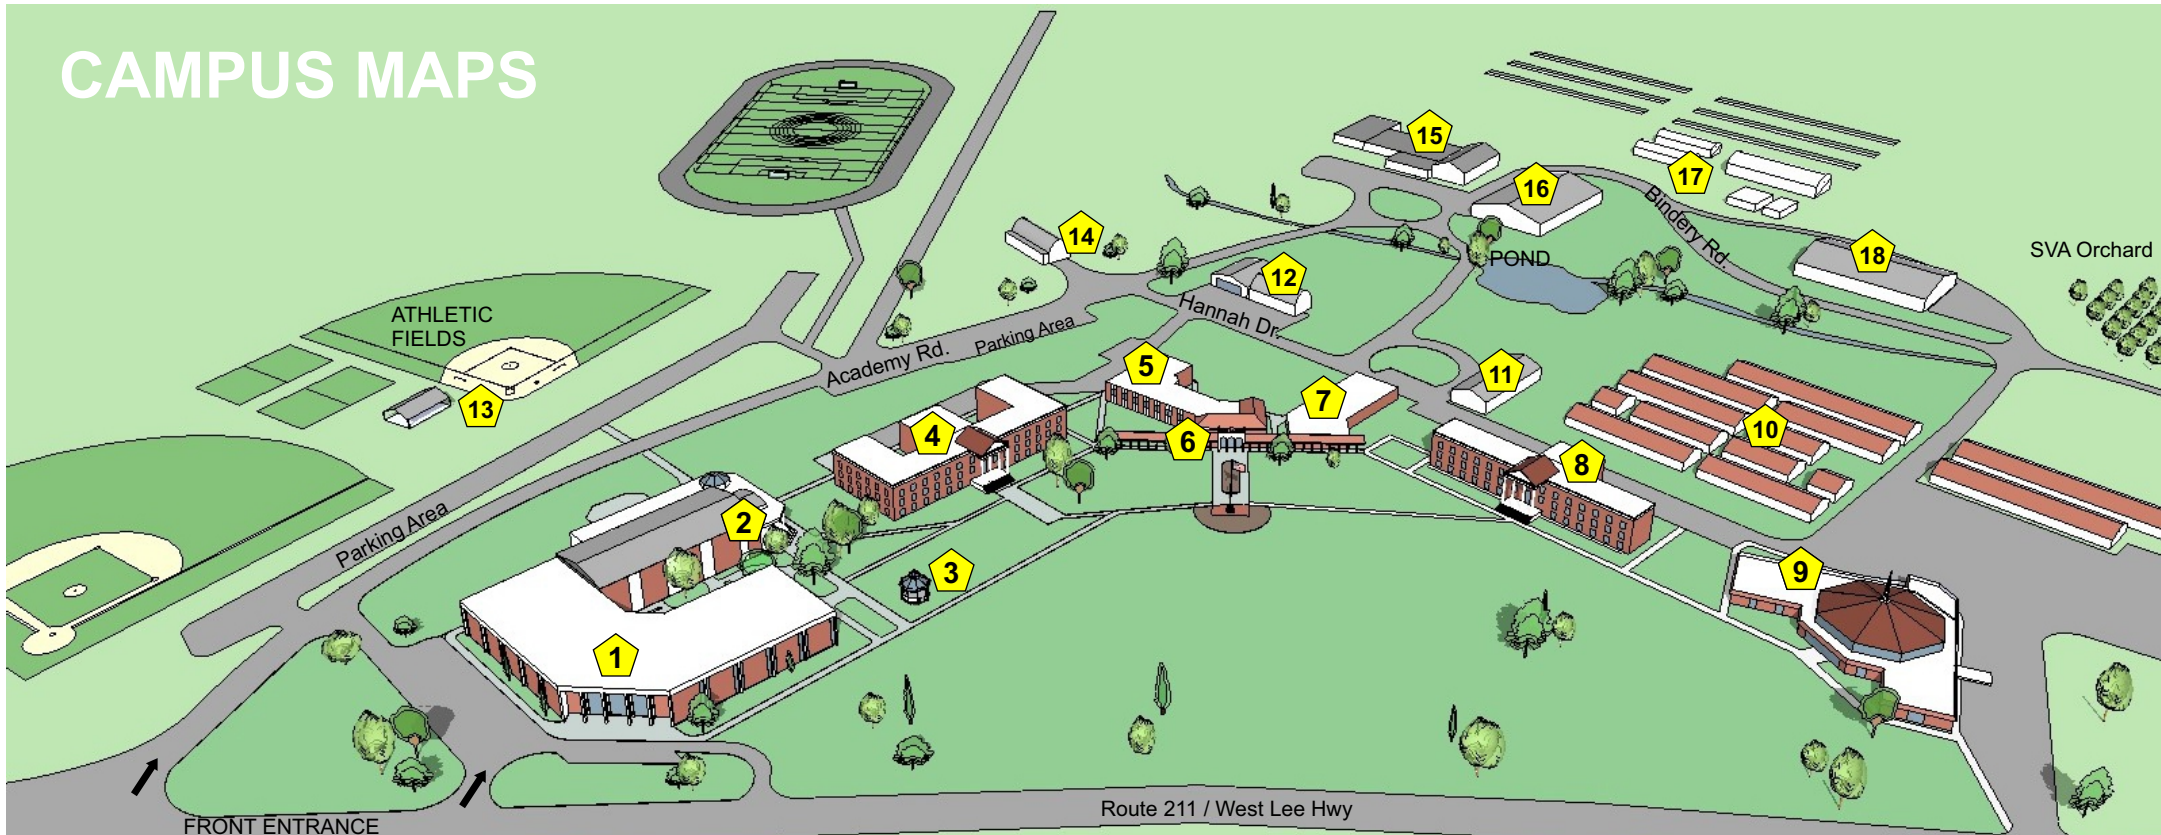 CAMPUS MAPS
15
17
16
14
Bindery Rd.
POND
18
SVA Orchard
12
ATHLETIC
FIELDS
Hannah Dr.
Parking Area
Academy Rd.
5
11
7
13
4
6
10
8
2
Parking Area
3
9
1
Route 211 / West Lee Hwy
FRONT ENTRANCE